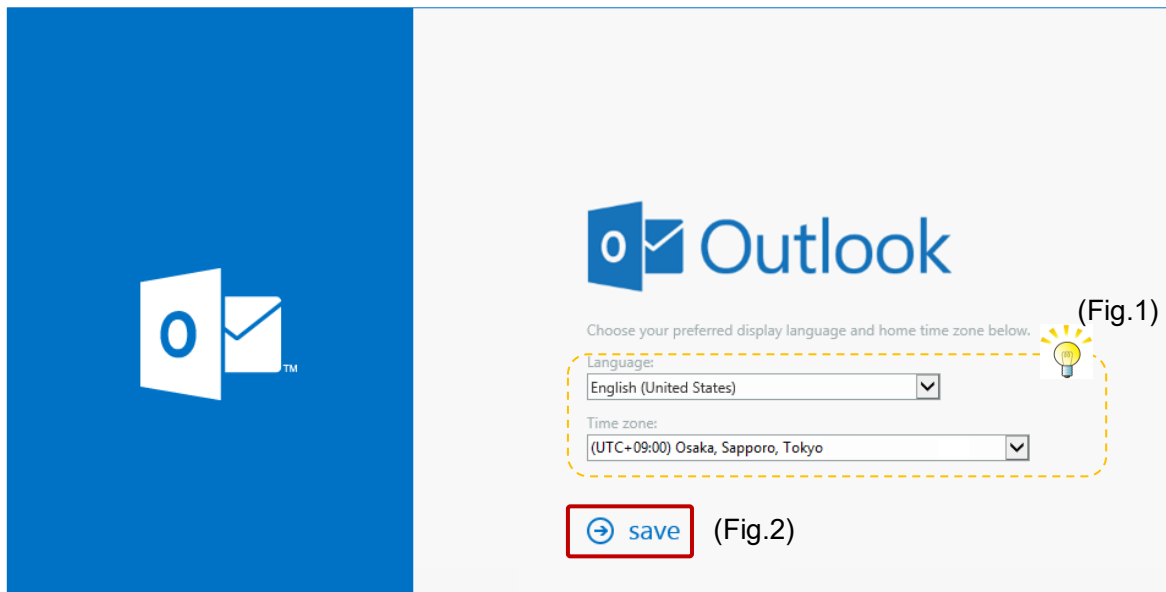 Outlook
(Fig.1)
Choose your preferred display language and home time zone below.
Language:
English (United States)
Time zone:
(UTC+09:00) Osaka, Sapporo, Tokyo
save (Fig.2)
O
TM
O